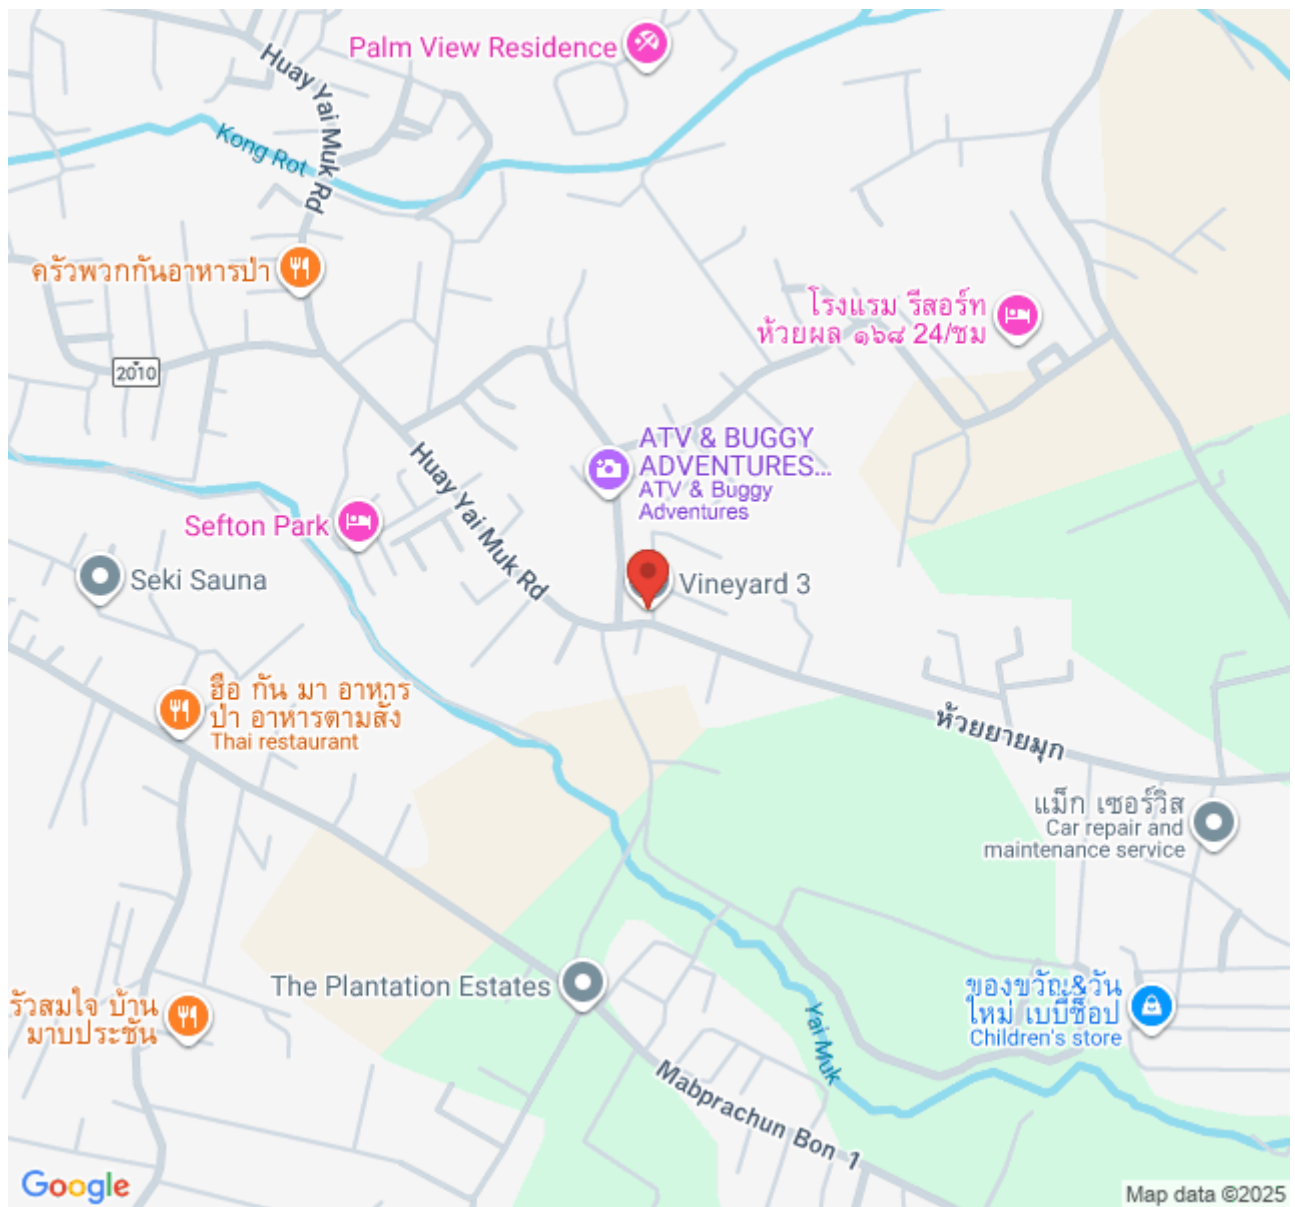 Palm View Residence
Huay Yai Muk Rd
Kong Rot
ครัวพวกกันอาหารป่า
โรงแรม รีสอร์ท
ห้วยผล ๑๖๘ 24/ชม
2010
ATV & BUGGY
ADVENTURES...
ATV & Buggy
Adventures
Huay Yai Muk Rd
Sefton Park
Seki Sauna
Vineyard 3
ฮือ กัน มา อาหาร
ป่า อาหารตามสั่ง
Thai restaurant
ห้วยยายมุก
แม็ก เซอร์วิส
Car repair and
maintenance service
The Plantation Estates
ของขวัญ&วัน
ใหม่ เบบี้ช็อป
Children's store
รัวสมใจ บ้าน
มาบประชัน
Yai Muk
Mabprachun Bon 1
Google
Map data ©2025